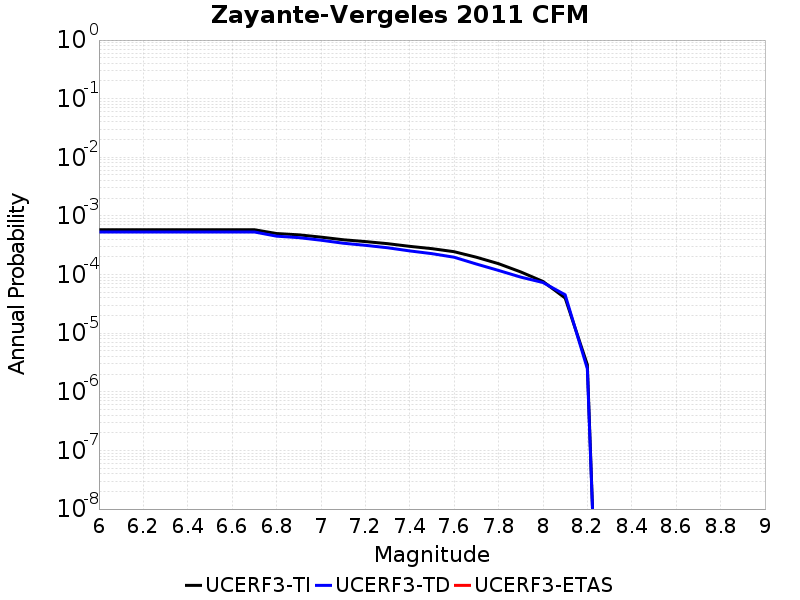 Zayante-Vergeles 2011 CFM
Annual Probability
10^0
10^-1
10^-2
10^-3
10^-4
10^-5
10^-6
10^-7
10^-8
6 6.2 6.4 6.6 6.8 7 7.2 7.4 7.6 7.8 8 8.2 8.4 8.6 8.8 9
Magnitude
UCERF3-TI UCERF3-TD UCERF3-ETAS